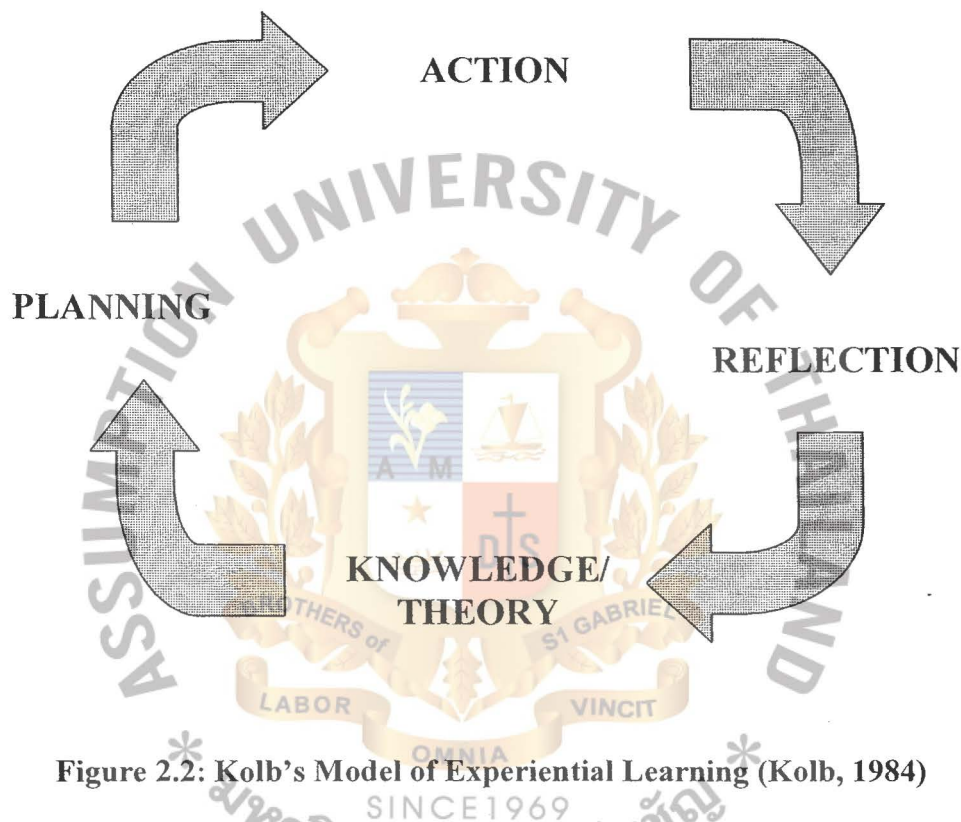 ACTION
UNIVERSITY OF THAILAND
ASSUMPTION
PLANNING
REFLECTION
A M
D S
KNOWLEDGE/
THEORY
BROTHERS of
S1 GABRIEL
LABOR
VINCIT
OMNIA
Figure 2.2: Kolb's Model of Experiential Learning (Kolb, 1984)
SINCE1969